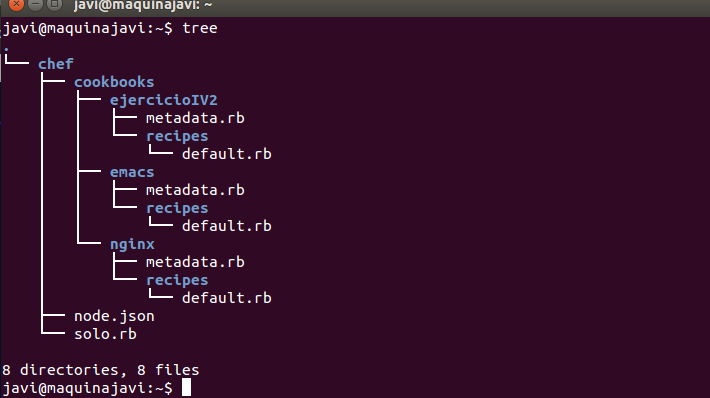 javi@maquinajavi: ~
javi@maquinajavi:~$ tree
.
└── chef
    ├── cookbooks
    │   ├── ejercicioIV2
    │   │   ├── metadata.rb
    │   │   └── recipes
    │   │       └── default.rb
    │   ├── emacs
    │   │   ├── metadata.rb
    │   │   └── recipes
    │   │       └── default.rb
    │   └── nginx
    │       ├── metadata.rb
    │       └── recipes
    │           └── default.rb
    ├── node.json
    └── solo.rb
8 directories, 8 files
javi@maquinajavi:~$